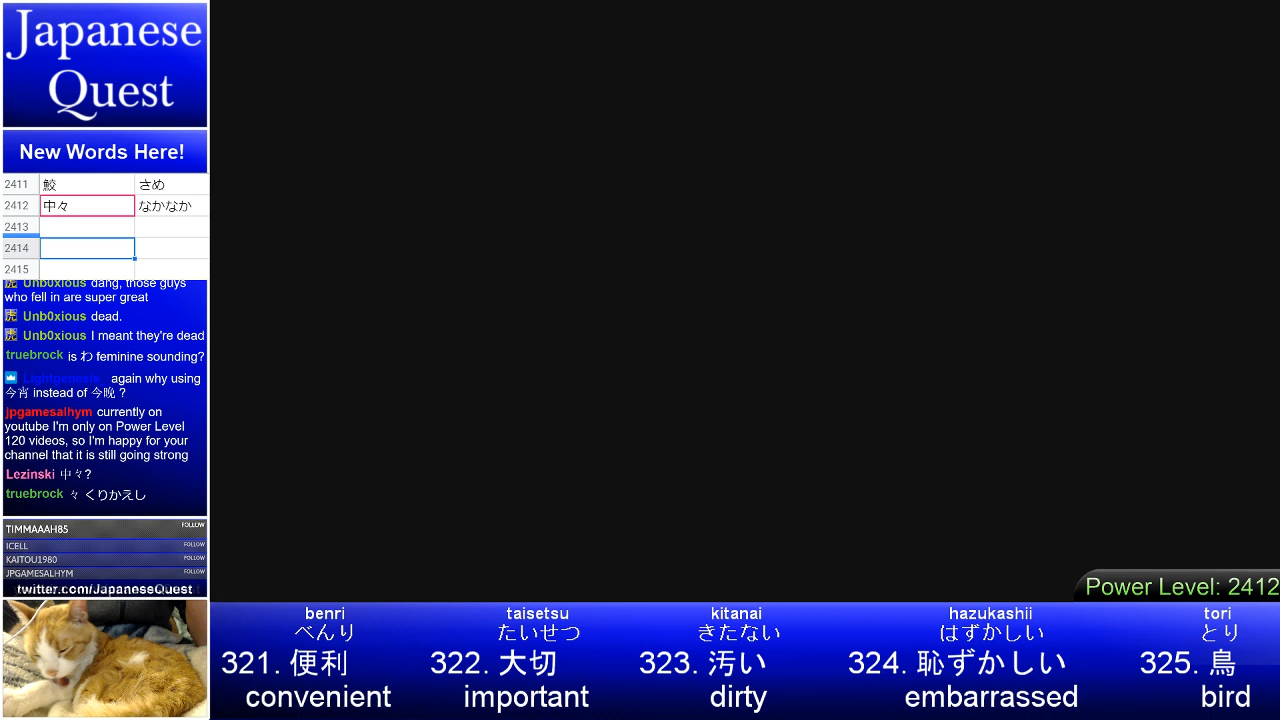 Japanese
Quest
New Words Here!
2411 鮫 さめ
2412 中々 なかなか
2413
2414
2415
Unb0xious dang, those guys
who fell in are super great
Unb0xious dead.
Unb0xious I meant they're dead
truebrock is わ feminine sounding?
Lightgenesis again why using
今宵 instead of 今晩 ?
jpgamesalhym currently on
youtube I'm only on Power Level
120 videos, so I'm happy for your
channel that it is still going strong
Lezinski 中々?
truebrock 々 くりかえし
TIMMAAAH85 FOLLOW
ICELL FOLLOW
KAITOU1980 FOLLOW
JPGAMESALHYM FOLLOW
twitter.com/JapaneseQuest
Power Level: 2412
benri
べんり
321. 便利
convenient
taisetsu
たいせつ
322. 大切
important
kitanai
きたない
323. 汚い
dirty
hazukashii
はずかしい
324. 恥ずかしい
embarrassed
tori
とり
325. 鳥
bird